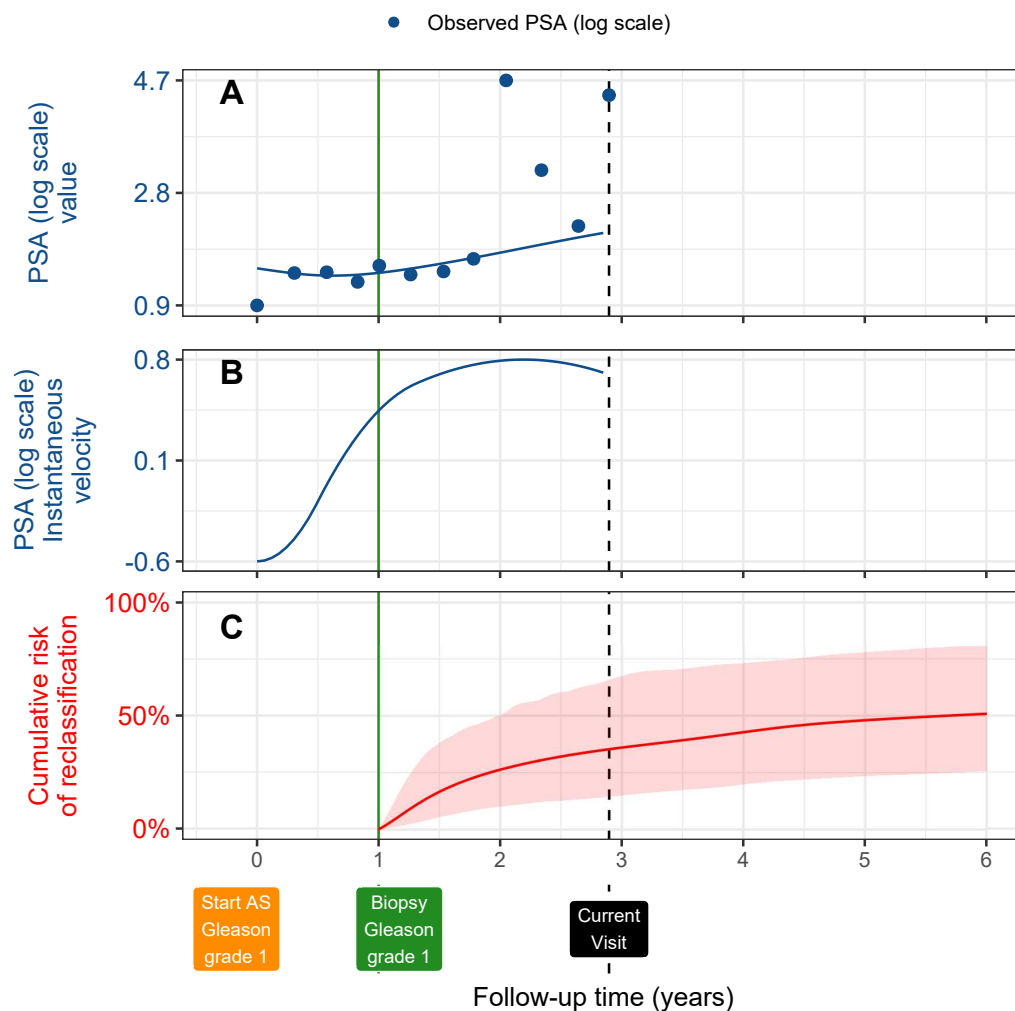 Observed PSA (log scale)
A
PSA (log scale)
value
4.7
2.8
0.9
B
PSA (log scale)
Instantaneous
velocity
0.8
0.1
-0.6
C
Cumulative risk
of reclassification
100%
50%
0%
0 1 2 3 4 5 6
Start AS
Gleason
grade 1
Biopsy
Gleason
grade 1
Current
Visit
Follow-up time (years)